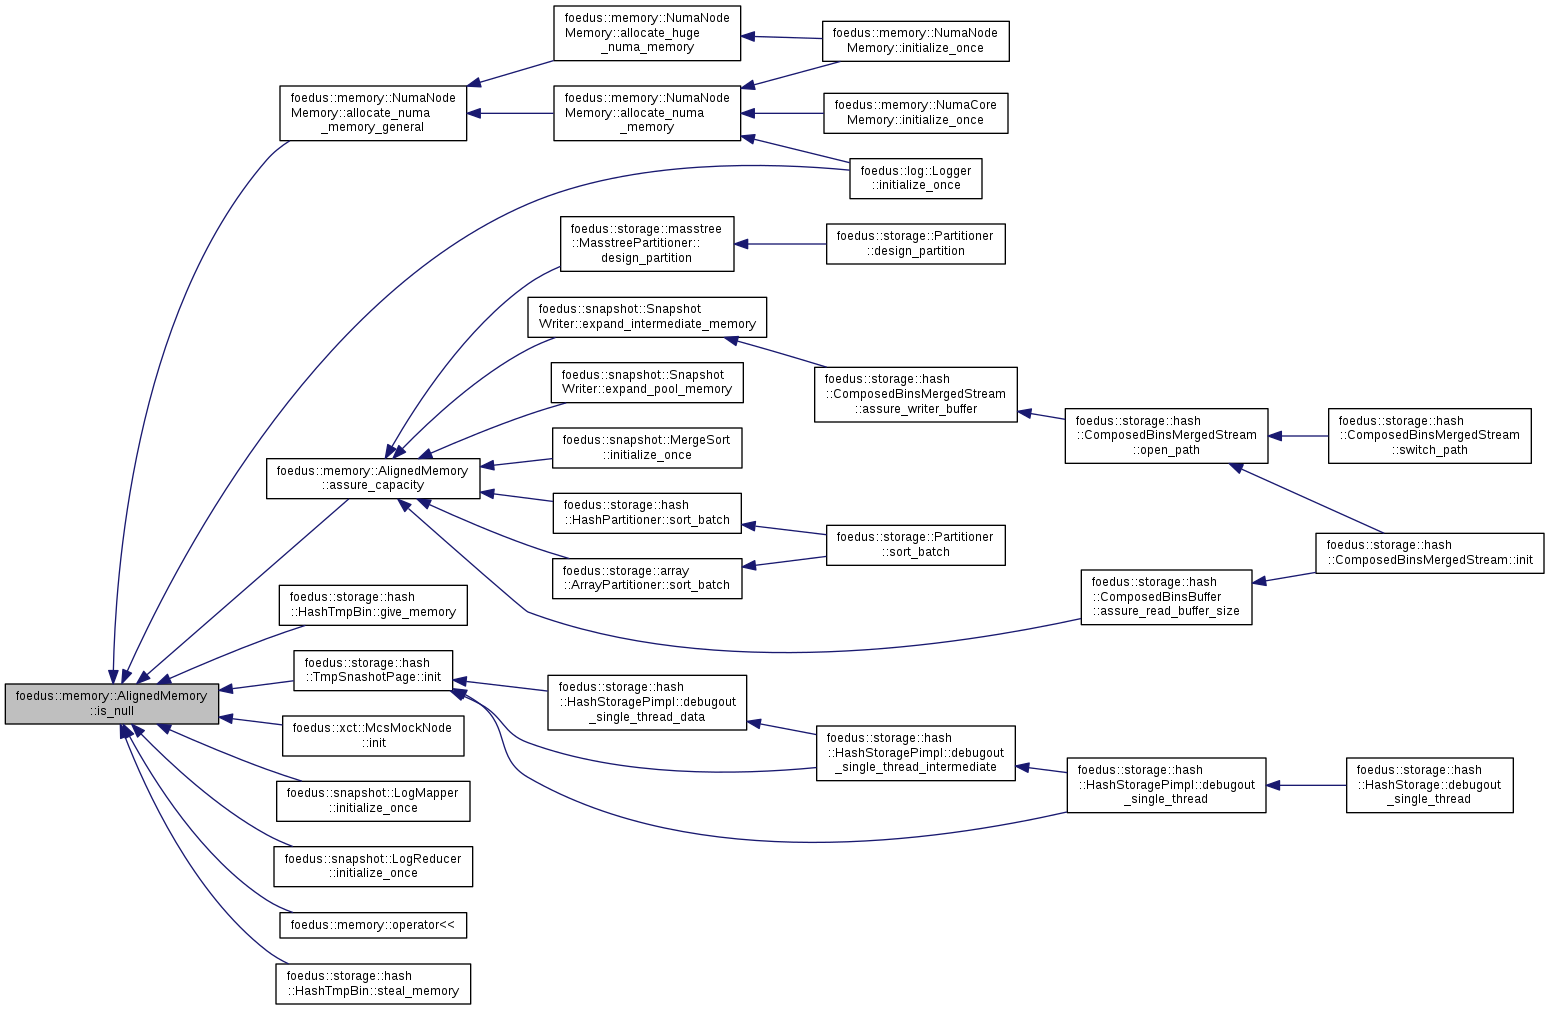 foedus::memory::NumaNode
Memory::allocate_huge
_numa_memory
foedus::memory::NumaNode
Memory::initialize_once
foedus::memory::NumaNode
Memory::allocate_numa
_memory_general
foedus::memory::NumaNode
Memory::allocate_numa
_memory
foedus::memory::NumaCore
Memory::initialize_once
foedus::log::Logger
::initialize_once
foedus::storage::masstree
::MasstreePartitioner::
design_partition
foedus::storage::Partitioner
::design_partition
foedus::snapshot::Snapshot
Writer::expand_intermediate_memory
foedus::snapshot::Snapshot
Writer::expand_pool_memory
foedus::storage::hash
::ComposedBinsMergedStream
::assure_writer_buffer
foedus::storage::hash
::ComposedBinsMergedStream
::open_path
foedus::storage::hash
::ComposedBinsMergedStream
::switch_path
foedus::snapshot::MergeSort
::initialize_once
foedus::memory::AlignedMemory
::assure_capacity
foedus::storage::hash
::HashPartitioner::sort_batch
foedus::storage::Partitioner
::sort_batch
foedus::storage::hash
::ComposedBinsMergedStream::init
foedus::storage::array
::ArrayPartitioner::sort_batch
foedus::storage::hash
::ComposedBinsBuffer
::assure_read_buffer_size
foedus::storage::hash
::HashTmpBin::give_memory
foedus::storage::hash
::TmpSnashotPage::init
foedus::memory::AlignedMemory
::is_null
foedus::storage::hash
::HashStoragePimpl::debugout
_single_thread_data
foedus::xct::McsMockNode
::init
foedus::storage::hash
::HashStoragePimpl::debugout
_single_thread_intermediate
foedus::storage::hash
::HashStoragePimpl::debugout
_single_thread
foedus::storage::hash
::HashStorage::debugout
_single_thread
foedus::snapshot::LogMapper
::initialize_once
foedus::snapshot::LogReducer
::initialize_once
foedus::memory::operator<<
foedus::storage::hash
::HashTmpBin::steal_memory